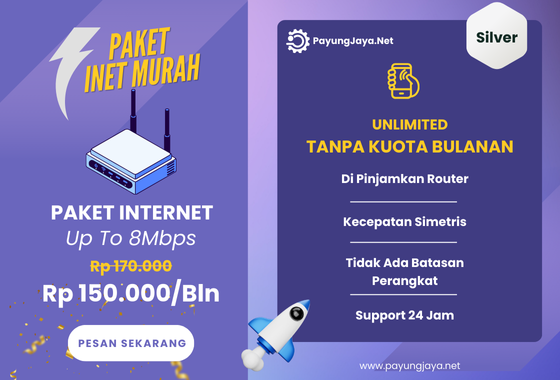 PAKET
INET MURAH
PAKET INTERNET
Up To 8Mbps
Rp 170.000
Rp 150.000/Bln
PESAN SEKARANG
PayungJaya.Net
Silver
UNLIMITED
TANPA KUOTA BULANAN
Di Pinjamkan Router
Kecepatan Simetris
Tidak Ada Batasan
Perangkat
Support 24 Jam
www.payungjaya.net